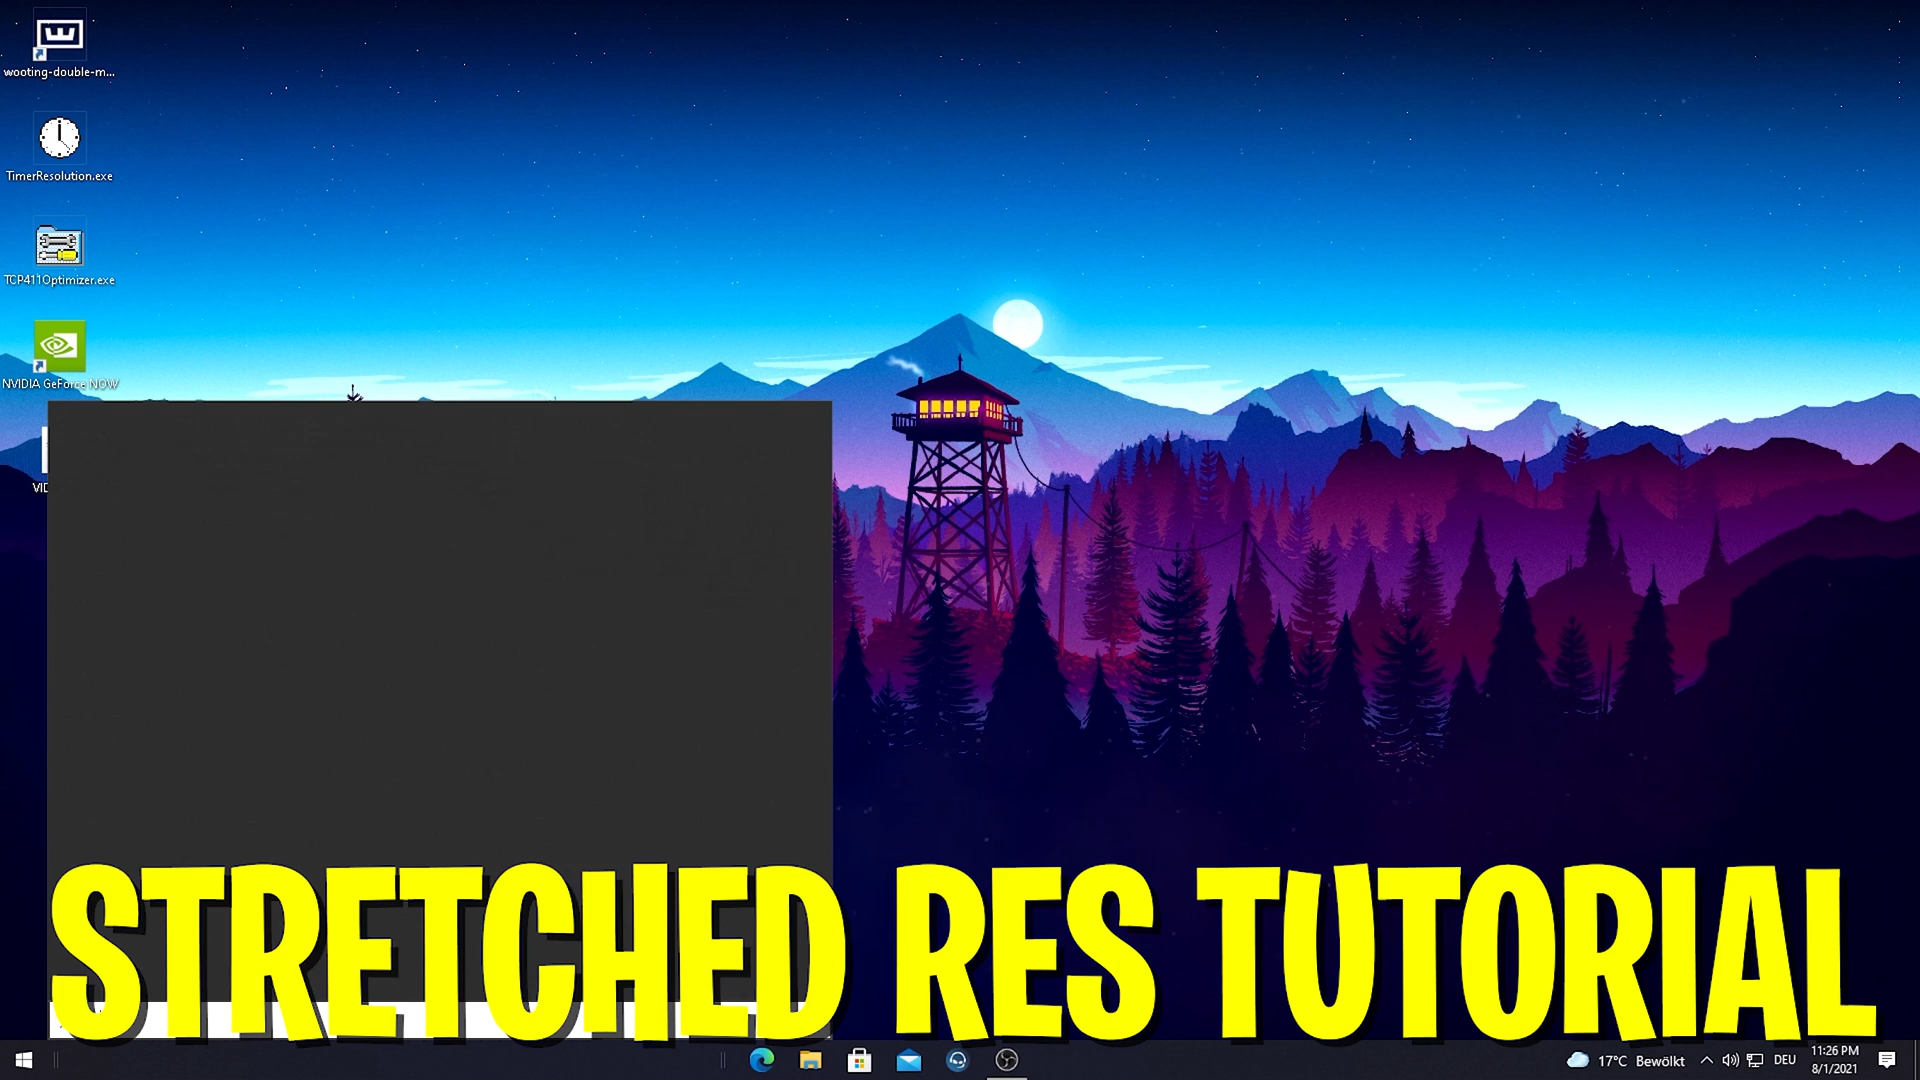 wooting-double-m...
TimerResolution.exe
TCP411Optimizer.exe
NVIDIA GeForce NOW
VID
STRETCHED RES TUTORIAL
17°C Bewölkt
DEU
11:26 PM
8/1/2021